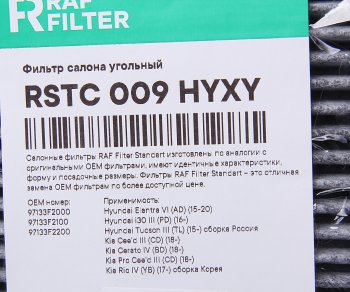 RAF
FILTER
Фильтр салона угольный
RSTC 009 HYXY
Салонные фильтры RAF Filter Standart изготовлены по аналогии с
оригинальными OEM фильтрами, имеют идентичные характеристики,
форму и посадочные размеры. Фильтры RAF Filter Standart – это отличная
замена OEM фильтрам по более доступной цене.
OEM номер:
97133F2000
97133F2100
97133F2200
Применимость:
Hyundai Elantra VI (AD) (15-20)
Hyundai i30 III (PD) (16-)
Hyundai Tucson III (TL) (15-) сборка Россия
Kia Cee'd III (CD) (18-)
Kia Cerato IV (BD) (18-)
Kia Pro Cee'd III (CD) (18-)
Kia Rio IV (YB) (17-) сборка Корея